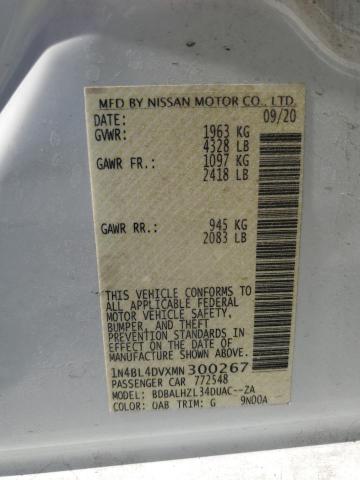 MFD BY NISSAN MOTOR CO., LTD.
DATE: 09/20
GVWR: 1963 KG
4328 LB
GAWR FR.: 1097 KG
2418 LB
GAWR RR.: 945 KG
2083 LB
THIS VEHICLE CONFORMS TO
ALL APPLICABLE FEDERAL
MOTOR VEHICLE SAFETY,
BUMPER, AND THEFT
PREVENTION STANDARDS IN
EFFECT ON THE DATE OF
MANUFACTURE SHOWN ABOVE.
1N4BL4DVXMN300267
PASSENGER CAR 772548
MODEL: BDBALHZL34DUAC--ZA
COLOR: QAB TRIM: G 9N00A